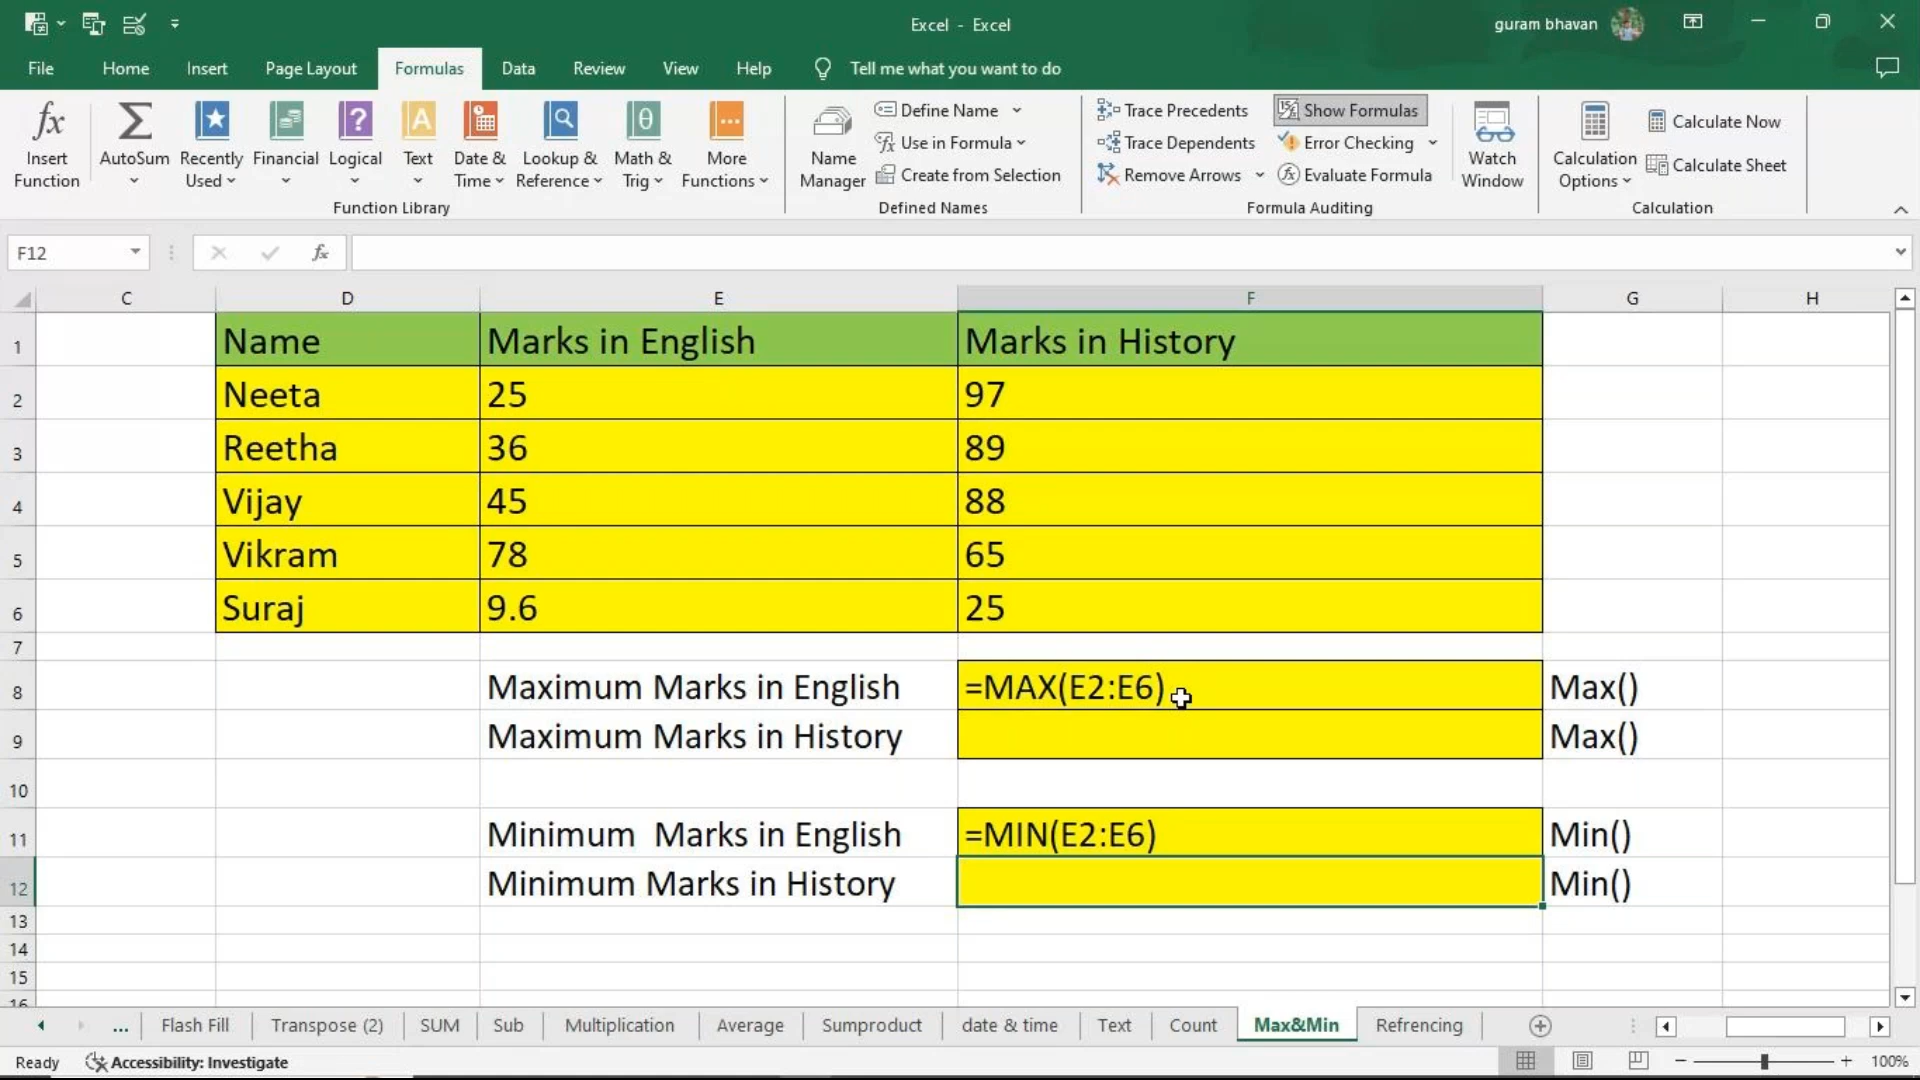 Excel - Excel
guram bhavan
File Home Insert Page Layout Formulas Data Review View Help Tell me what you want to do
Insert Function
AutoSum
Recently Used
Financial
Logical
Text
Date & Time
Lookup & Reference
Math & Trig
More Functions
Function Library
Name Manager
Define Name
Use in Formula
Create from Selection
Defined Names
Trace Precedents
Trace Dependents
Remove Arrows
Show Formulas
Error Checking
Evaluate Formula
Formula Auditing
Watch Window
Calculation Options
Calculate Now
Calculate Sheet
Calculation
F12
fx
C D E F G H
1 Name Marks in English Marks in History
2 Neeta 25 97
3 Reetha 36 89
4 Vijay 45 88
5 Vikram 78 65
6 Suraj 9.6 25
7
8 Maximum Marks in English =MAX(E2:E6) Max()
9 Maximum Marks in History Max()
10
11 Minimum  Marks in English =MIN(E2:E6) Min()
12 Minimum Marks in History Min()
13
14
15
16
... Flash Fill Transpose (2) SUM Sub Multiplication Average Sumproduct date & time Text Count Max&Min Refrencing
Ready Accessibility: Investigate 100%